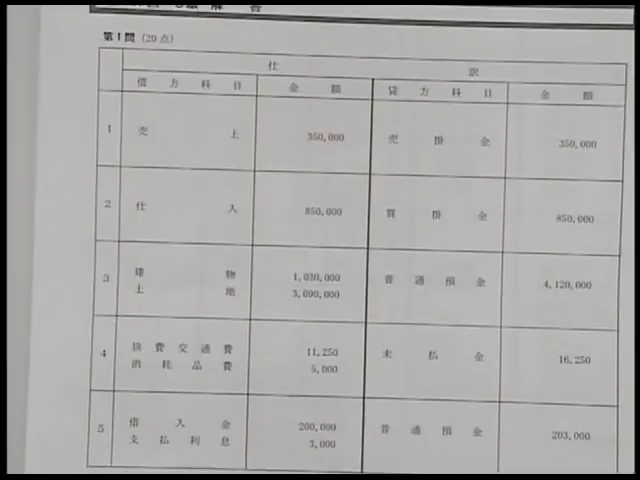 解 答
第1問 (20点)
仕 訳
借方科目 金 額 貸方科目 金 額
1 売 上 350,000 売 掛 金 350,000
2 仕 入 850,000 買 掛 金 850,000
3 建 物 1,030,000 普 通 預 金 4,120,000
土 地 3,090,000
4 旅費交通費 11,250 未 払 金 16,250
消耗品費 5,000
5 借 入 金 200,000 普 通 預 金 203,000
支払利息 3,000